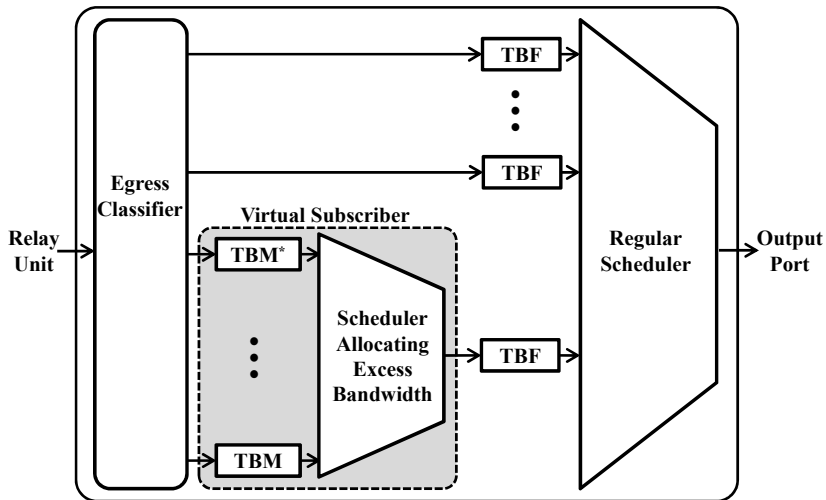 TBF
TBF
Egress
Classifier
Virtual Subscriber
Relay
Unit
TBM*
Regular
Scheduler
Output
Port
Scheduler
Allocating
Excess
Bandwidth
TBF
TBM